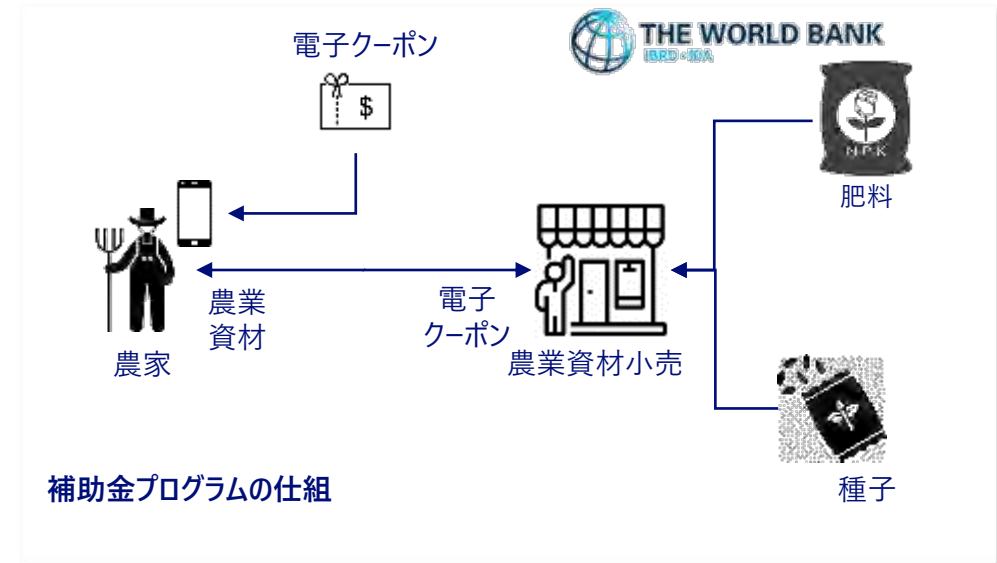 電子クーポン
THE WORLD BANK
IBRD • IDA
$
N-P-K
肥料
農業
資材
電子
クーポン
農家
農業資材小売
補助金プログラムの仕組
種子